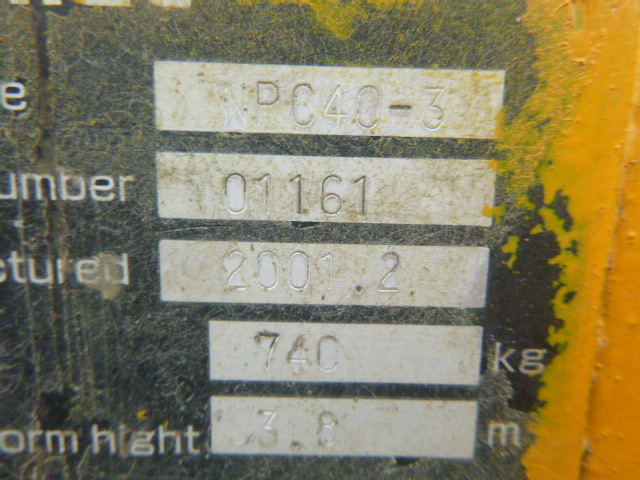 e NPC40-3
umber 01161
ctured 2001.2
740 kg
orm hight 3.8 m